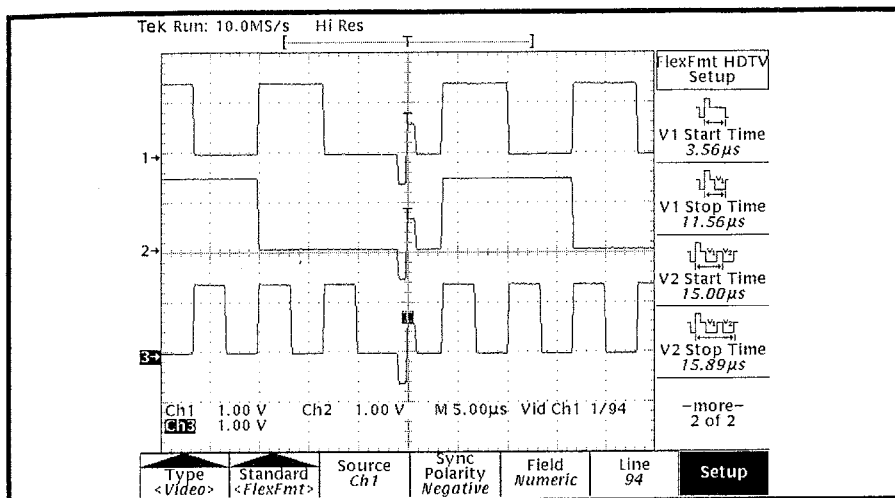 Tek Run: 10.0MS/s Hi Res
T
FlexFmt HDTV
Setup
V1 Start Time
3.56µs
V1 Stop Time
11.56µs
V2 Start Time
15.00µs
V2 Stop Time
15.89µs
-more-
2 of 2
1→
2→
3→
Ch1 1.00 V Ch2 1.00 V M 5.00µs Vid Ch1 1/94
Ch3 1.00 V
Type
<Video>
Standard
<FlexFmt>
Source
Ch1
Sync
Polarity
Negative
Field
Numeric
Line
94
Setup